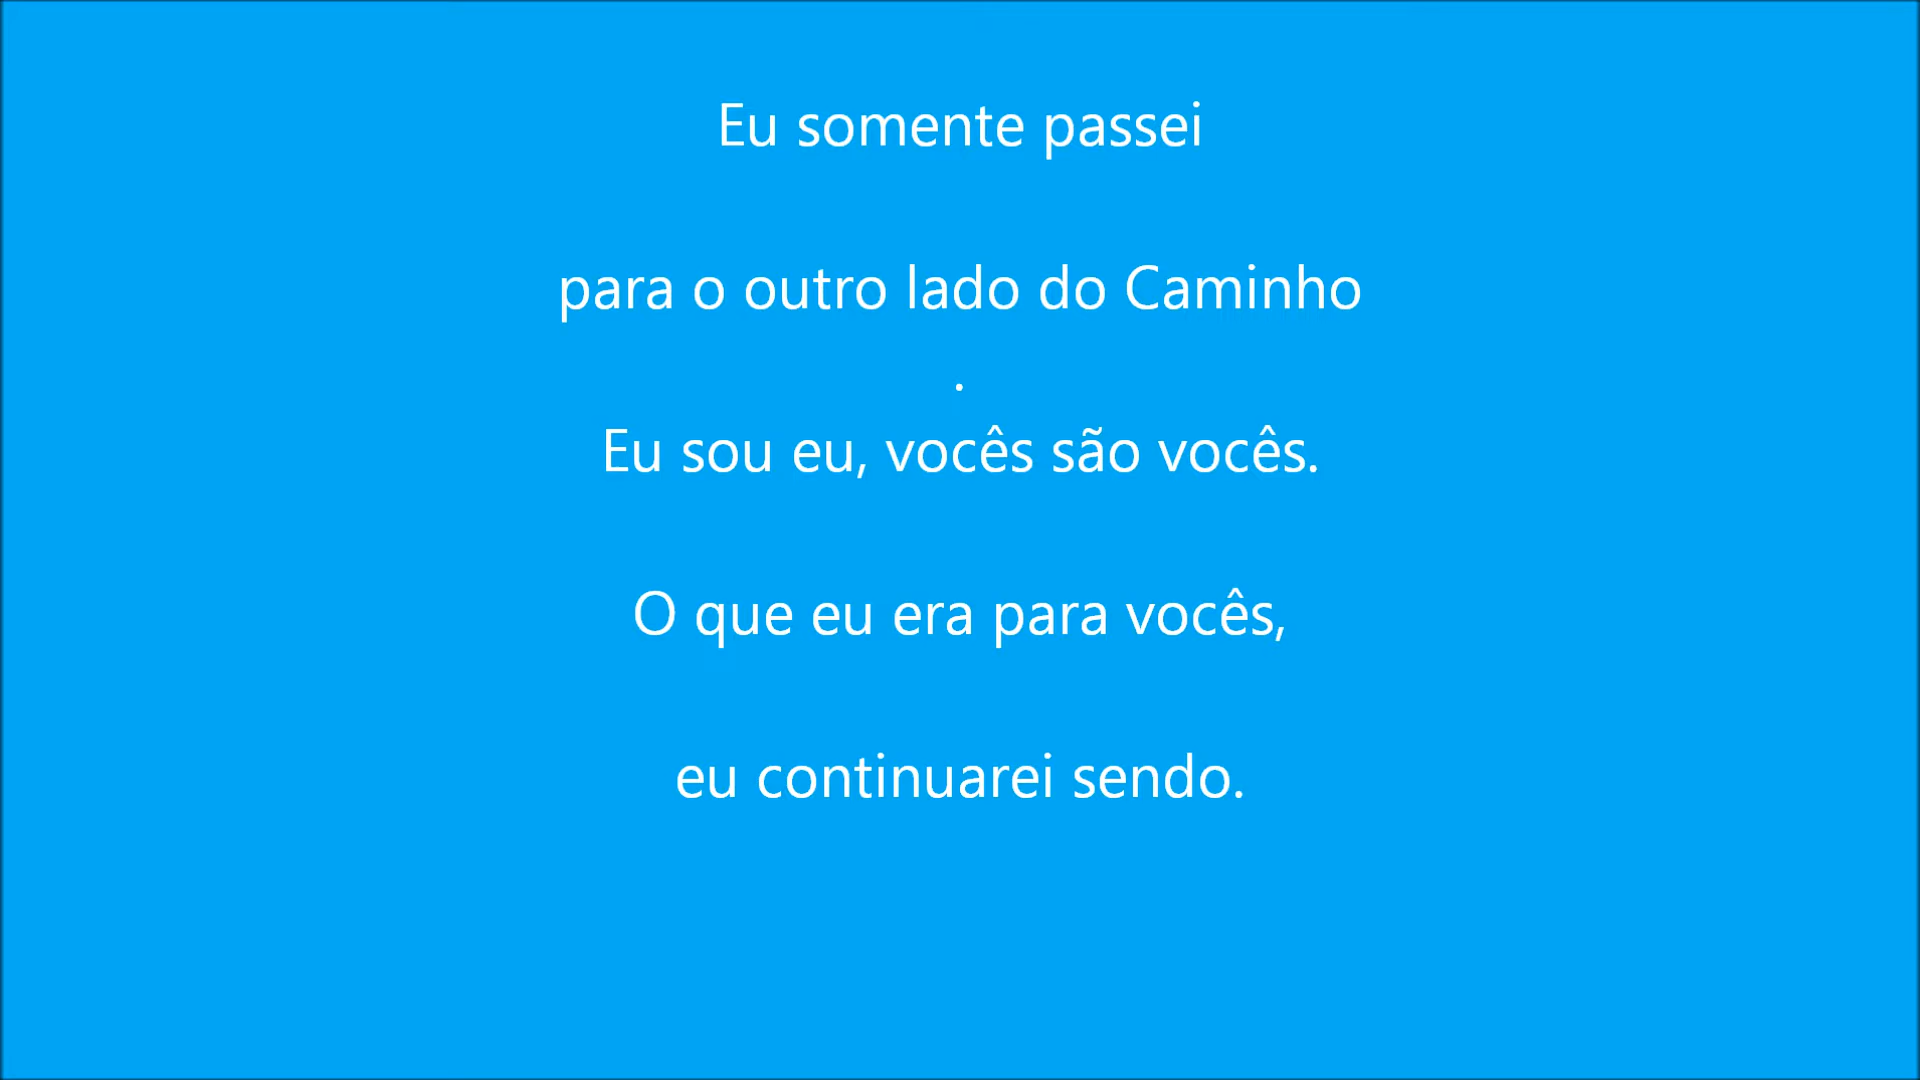 Eu somente passei
para o outro lado do Caminho
.
Eu sou eu, vocês são vocês.
O que eu era para vocês,
eu continuarei sendo.